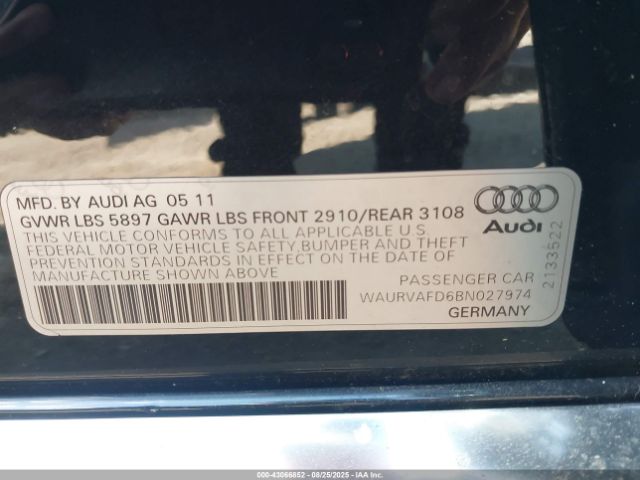 MFD. BY AUDI AG 05 11
GVWR LBS 5897 GAWR LBS FRONT 2910/REAR 3108
THIS VEHICLE CONFORMS TO ALL APPLICABLE
FEDERAL MOTOR VEHICLE SAFETY,BUMPER AND THEFT
PREVENTION STANDARDS IN EFFECT ON THE DATE OF
MANUFACTURE SHOWN ABOVE
Audi
2133522
PASSENGER CAR
WAURVAFD6BN027974
GERMANY
000-43066852 | 08/25/2025 | IAAI.COM